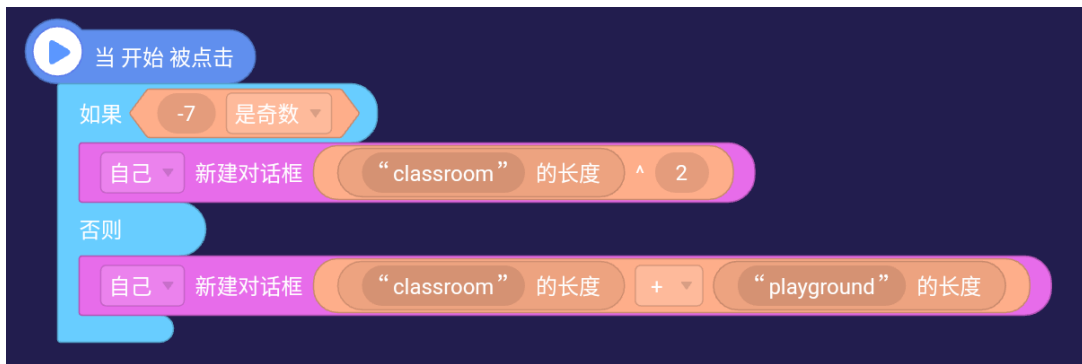 当 开始 被点击
如果 -7 是奇数
自己 新建对话框 “classroom” 的长度 ^ 2
否则
自己 新建对话框 “classroom” 的长度 + “playground” 的长度